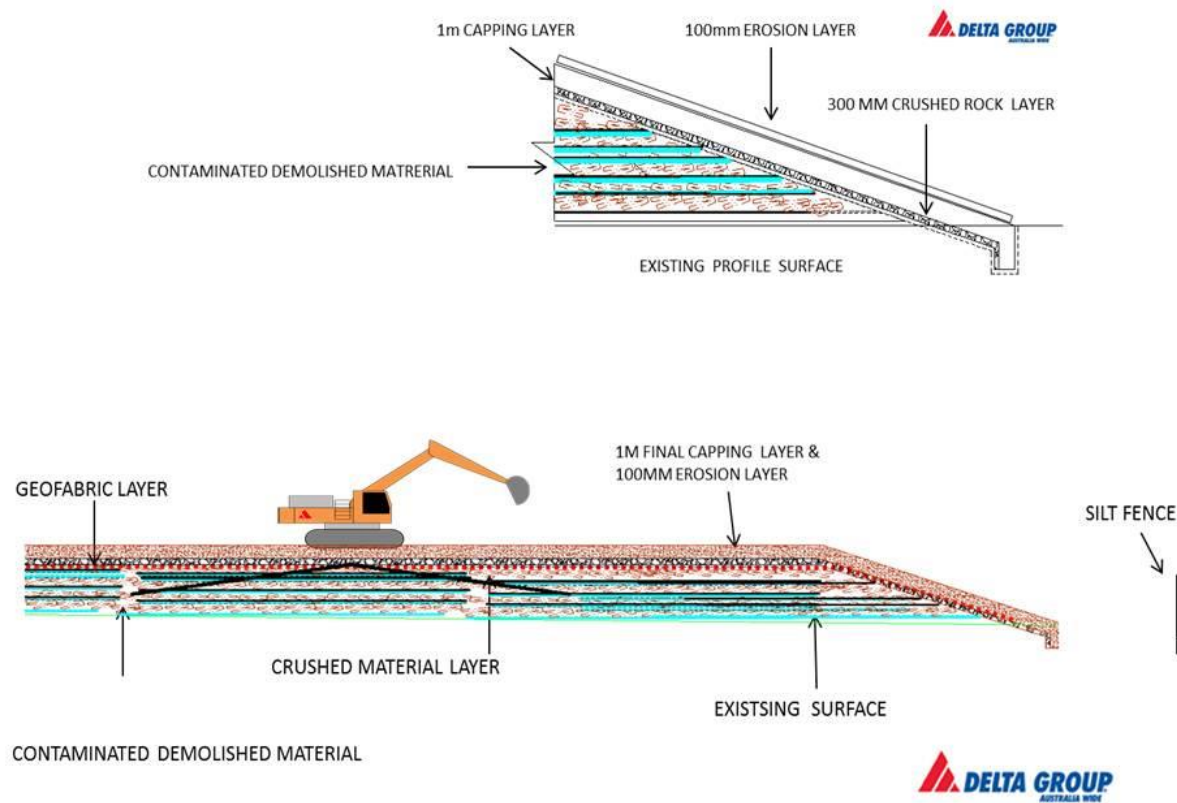 1m CAPPING LAYER
100mm EROSION LAYER
DELTA GROUP
AUSTRALIA WIDE
300 MM CRUSHED ROCK LAYER
CONTAMINATED DEMOLISHED MATRERIAL
EXISTING PROFILE SURFACE
1M FINAL CAPPING LAYER &
100MM EROSION LAYER
GEOFABRIC LAYER
SILT FENCE
CRUSHED MATERIAL LAYER
EXISTSING SURFACE
CONTAMINATED DEMOLISHED MATERIAL
DELTA GROUP
AUSTRALIA WIDE